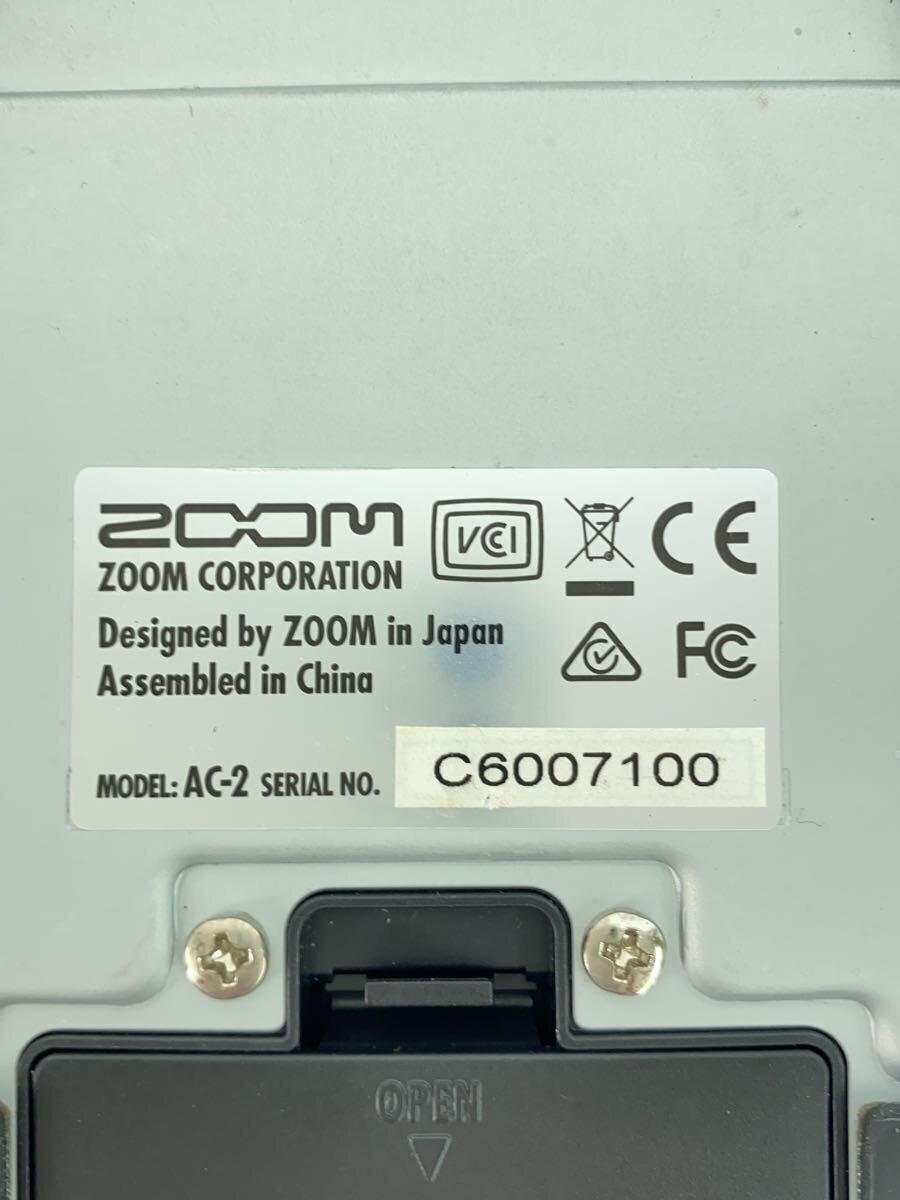 ZOOM
VCCI
CE
ZOOM CORPORATION
Designed by ZOOM in Japan
FC
Assembled in China
MODEL: AC-2 SERIAL NO. C6007100
OPEN